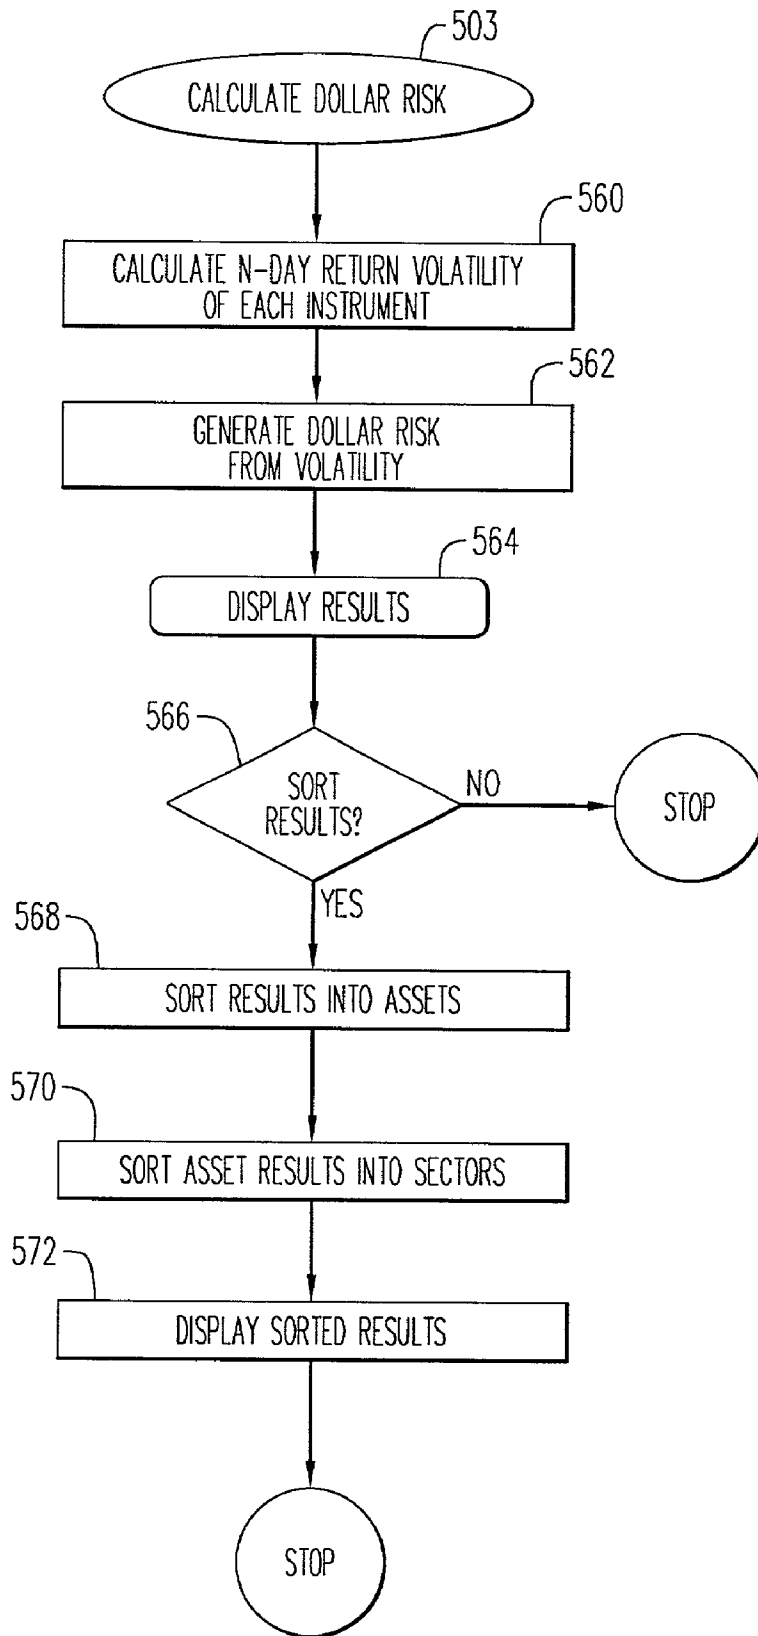 503
CALCULATE DOLLAR RISK
560
CALCULATE N-DAY RETURN VOLATILITY
OF EACH INSTRUMENT
562
GENERATE DOLLAR RISK
FROM VOLATILITY
564
DISPLAY RESULTS
566
SORT
RESULTS?
NO
STOP
YES
568
SORT RESULTS INTO ASSETS
570
SORT ASSET RESULTS INTO SECTORS
572
DISPLAY SORTED RESULTS
STOP